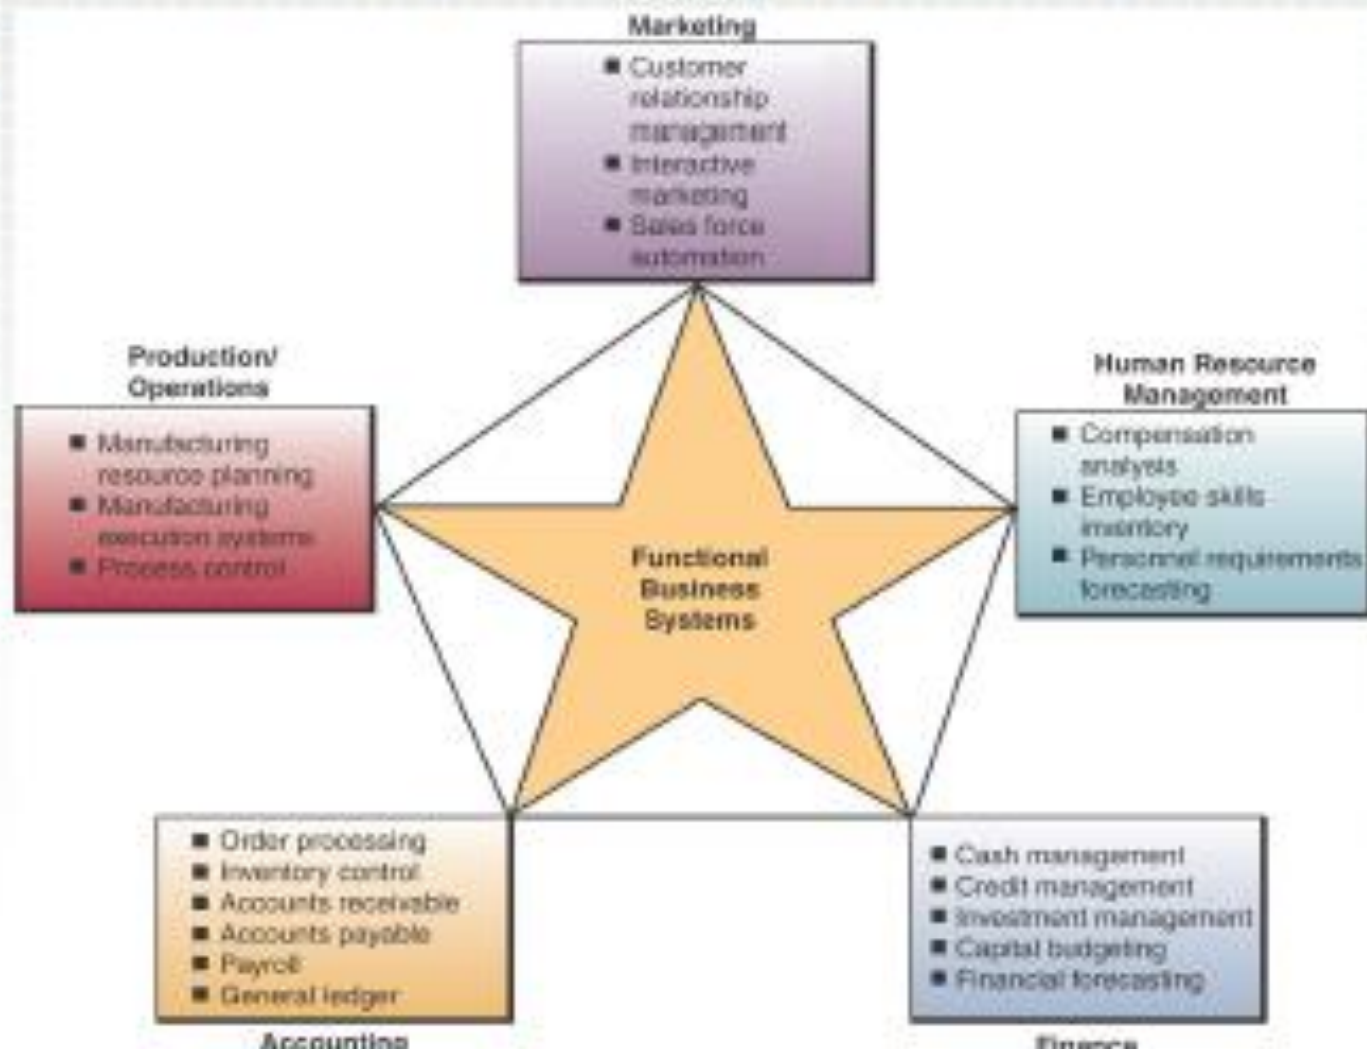 Marketing
■ Customer
relationship
management
■ Interactive
marketing
■ Sales force
automation
Production/
Operations
■ Manufacturing
resource planning
■ Manufacturing
execution systems
■ Process control
Human Resource
Management
■ Compensation
analysis
■ Employee skills
inventory
■ Personnel requirements
forecasting
Functional
Business
Systems
■ Order processing
■ Inventory control
■ Accounts receivable
■ Accounts payable
■ Payroll
■ General ledger
Accounting
■ Cash management
■ Credit management
■ Investment management
■ Capital budgeting
■ Financial forecasting
Finance